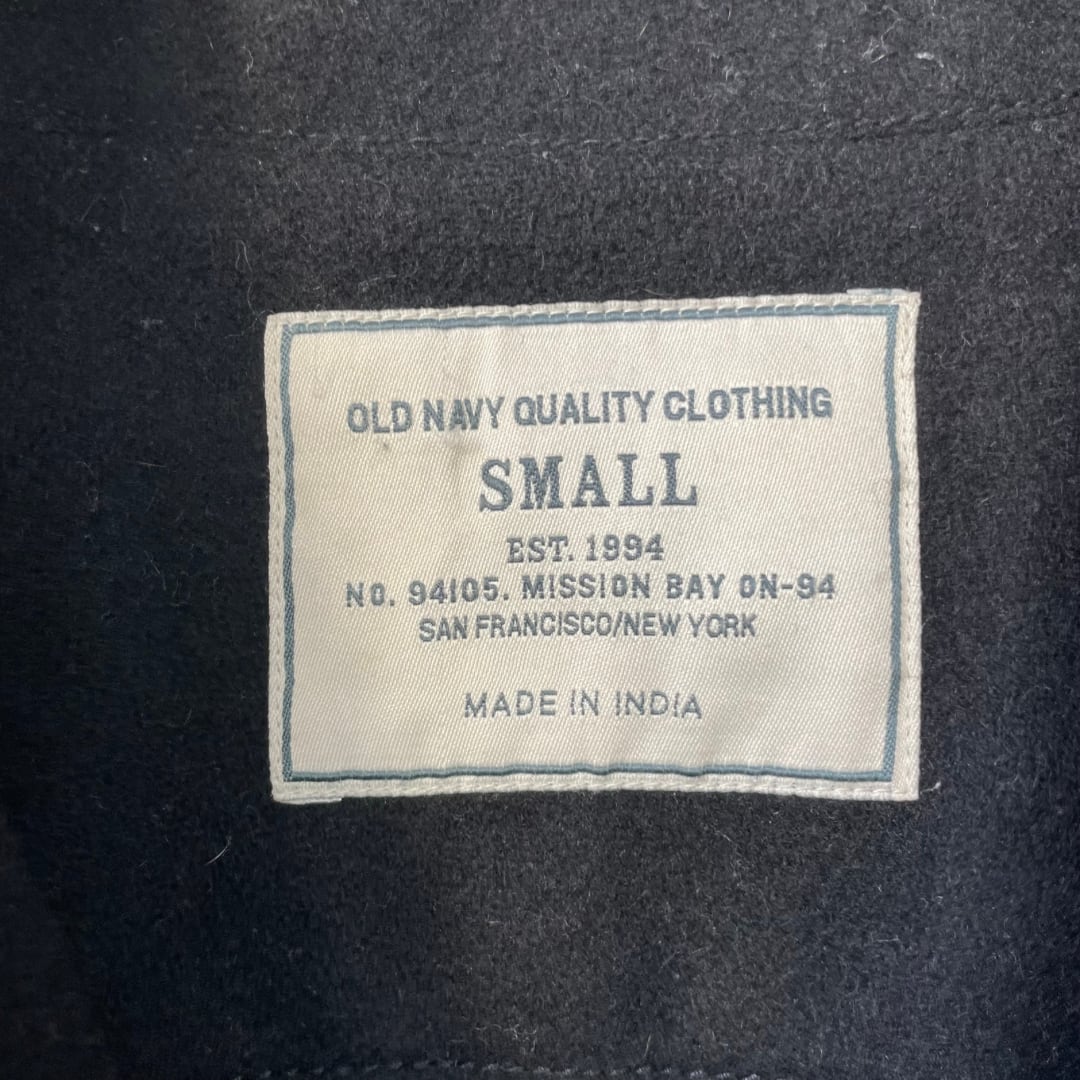 OLD NAVY QUALITY CLOTHING
SMALL
EST. 1994
NO. 94105. MISSION BAY ON-94
SAN FRANCISCO/NEW YORK
MADE IN INDIA